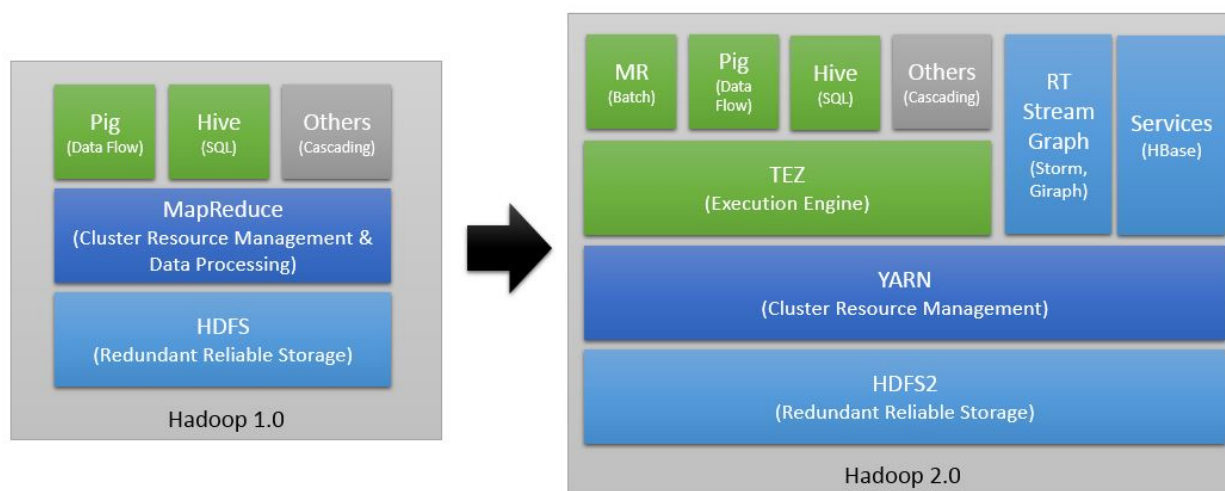 Pig
(Data Flow)
Hive
(SQL)
Others
(Cascading)
MapReduce
(Cluster Resource Management &
Data Processing)
HDFS
(Redundant Reliable Storage)
Hadoop 1.0
MR
(Batch)
Pig
(Data
Flow)
Hive
(SQL)
Others
(Cascading)
RT
Stream
Graph
(Storm,
Giraph)
Services
(HBase)
TEZ
(Execution Engine)
YARN
(Cluster Resource Management)
HDFS2
(Redundant Reliable Storage)
Hadoop 2.0